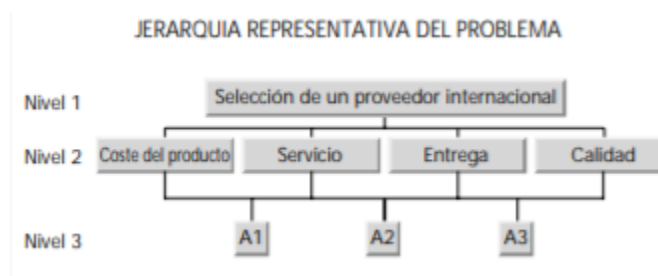 JERARQUIA REPRESENTATIVA DEL PROBLEMA
Nivel 1 Selección de un proveedor internacional
Nivel 2 Coste del producto Servicio Entrega Calidad
Nivel 3 A1 A2 A3